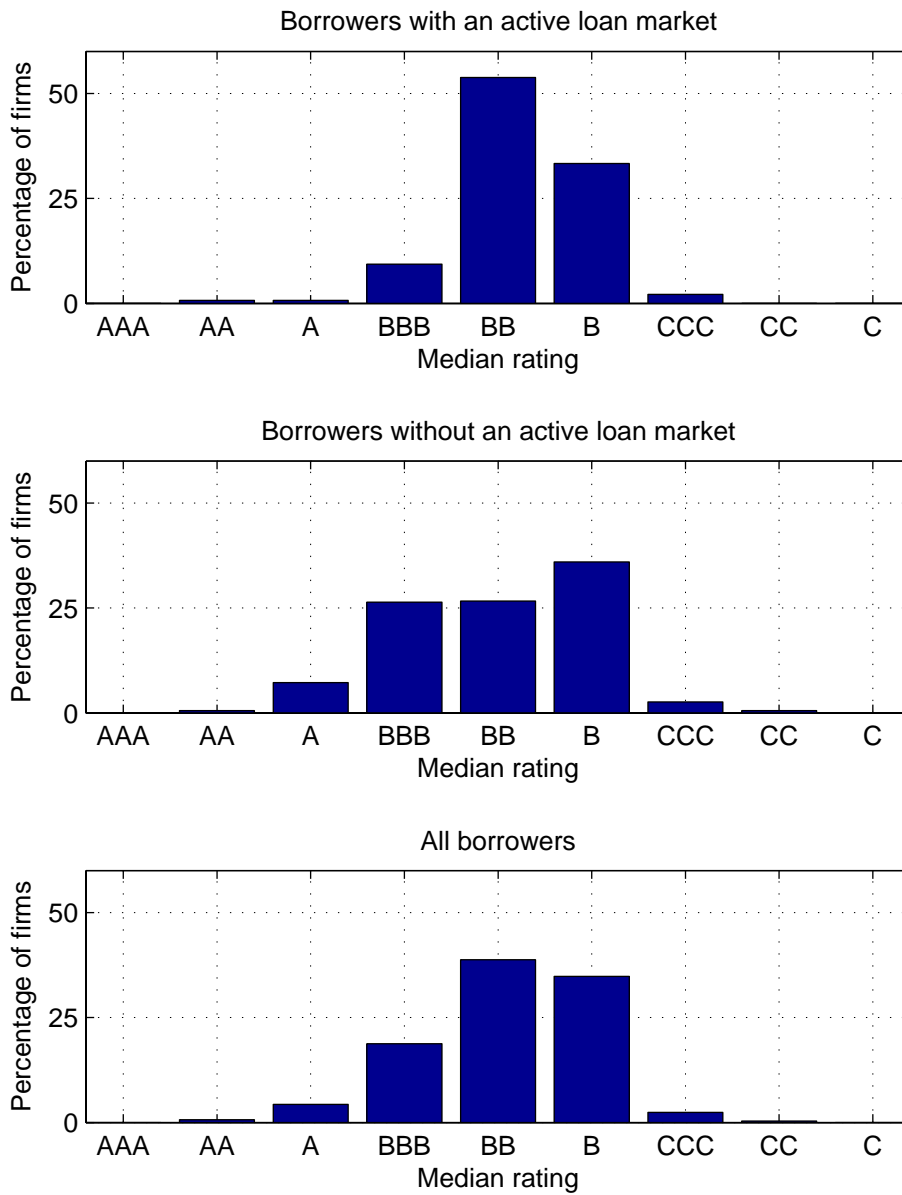 Borrowers with an active loan market
Percentage of firms
50
25
0
AAA AA A BBB BB B CCC CC C
Median rating
Borrowers without an active loan market
Percentage of firms
50
25
0
AAA AA A BBB BB B CCC CC C
Median rating
All borrowers
Percentage of firms
50
25
0
AAA AA A BBB BB B CCC CC C
Median rating